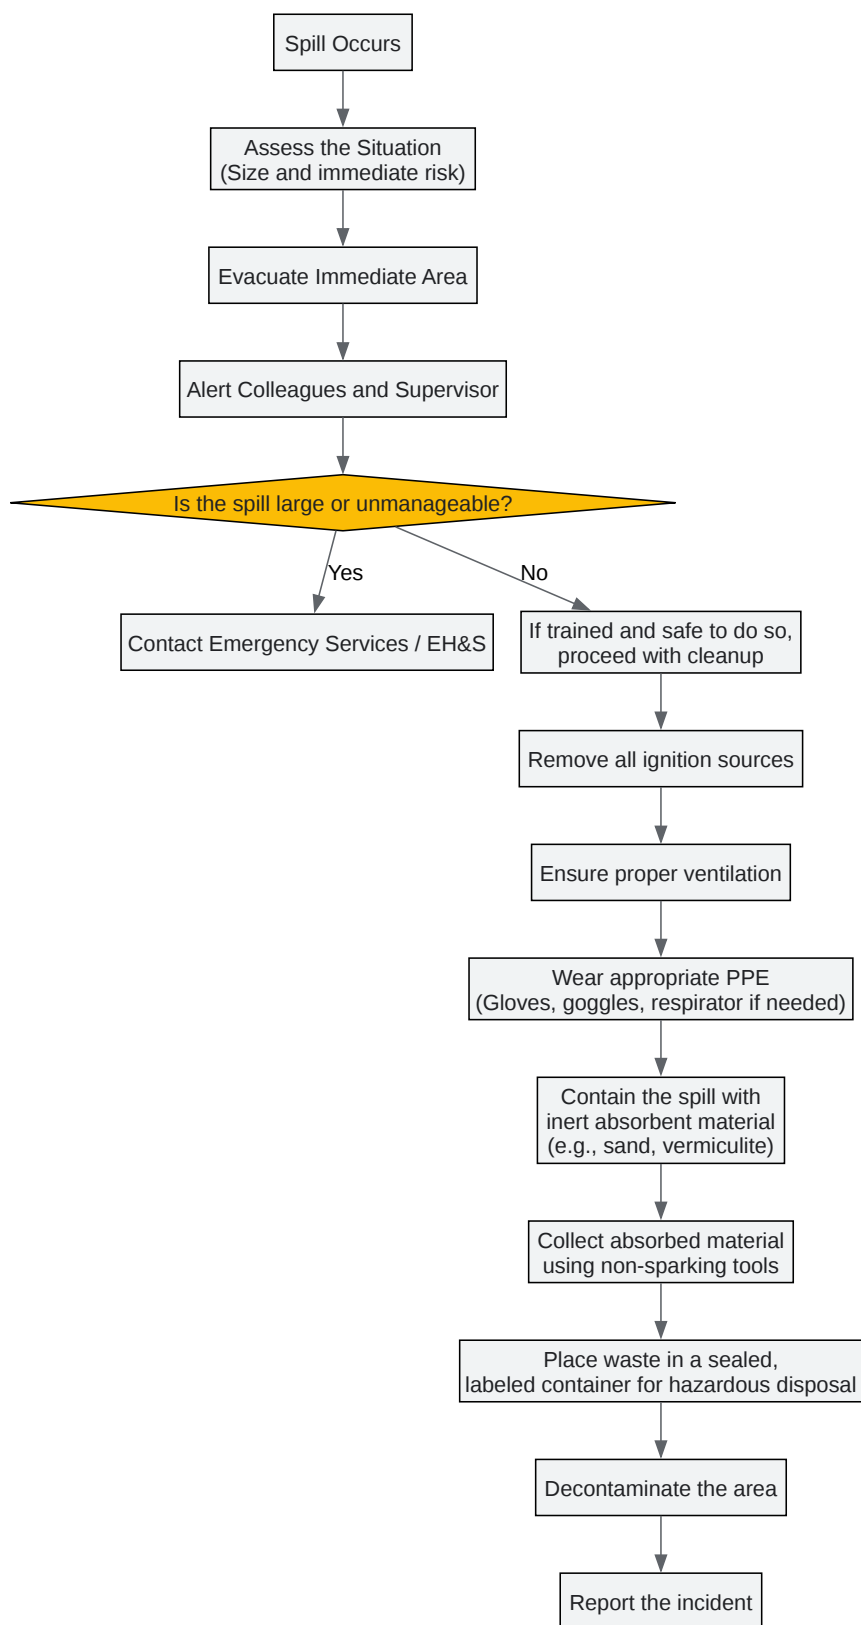 Spill Occurs
Assess the Situation
(Size and immediate risk)
Evacuate Immediate Area
Alert Colleagues and Supervisor
Is the spill large or unmanageable?
Yes
No
Contact Emergency Services / EH&S
If trained and safe to do so,
proceed with cleanup
Remove all ignition sources
Ensure proper ventilation
Wear appropriate PPE
(Gloves, goggles, respirator if needed)
Contain the spill with
inert absorbent material
(e.g., sand, vermiculite)
Collect absorbed material
using non-sparking tools
Place waste in a sealed,
labeled container for hazardous disposal
Decontaminate the area
Report the incident